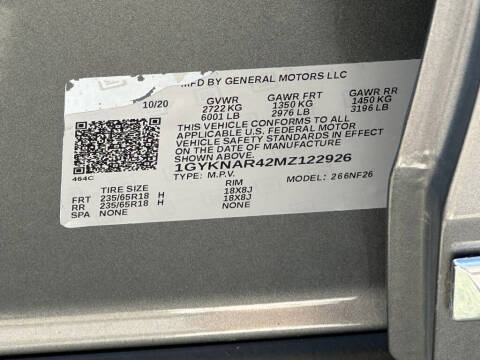 MFD BY GENERAL MOTORS LLC
10/20 GVWR GAWR FRT GAWR RR
2722 KG 1350 KG 1450 KG
6001 LB 2976 LB 3196 LB
THIS VEHICLE CONFORMS TO ALL
APPLICABLE U.S. FEDERAL MOTOR
VEHICLE SAFETY STANDARDS IN EFFECT
ON THE DATE OF MANUFACTURE
SHOWN ABOVE.
1GYKNAR42MZ122926
TYPE: M.P.V. MODEL: 266NF26
464C
TIRE SIZE RIM
FRT 235/65R18 H 18X8J
RR 235/65R18 H 18X8J
SPA NONE NONE